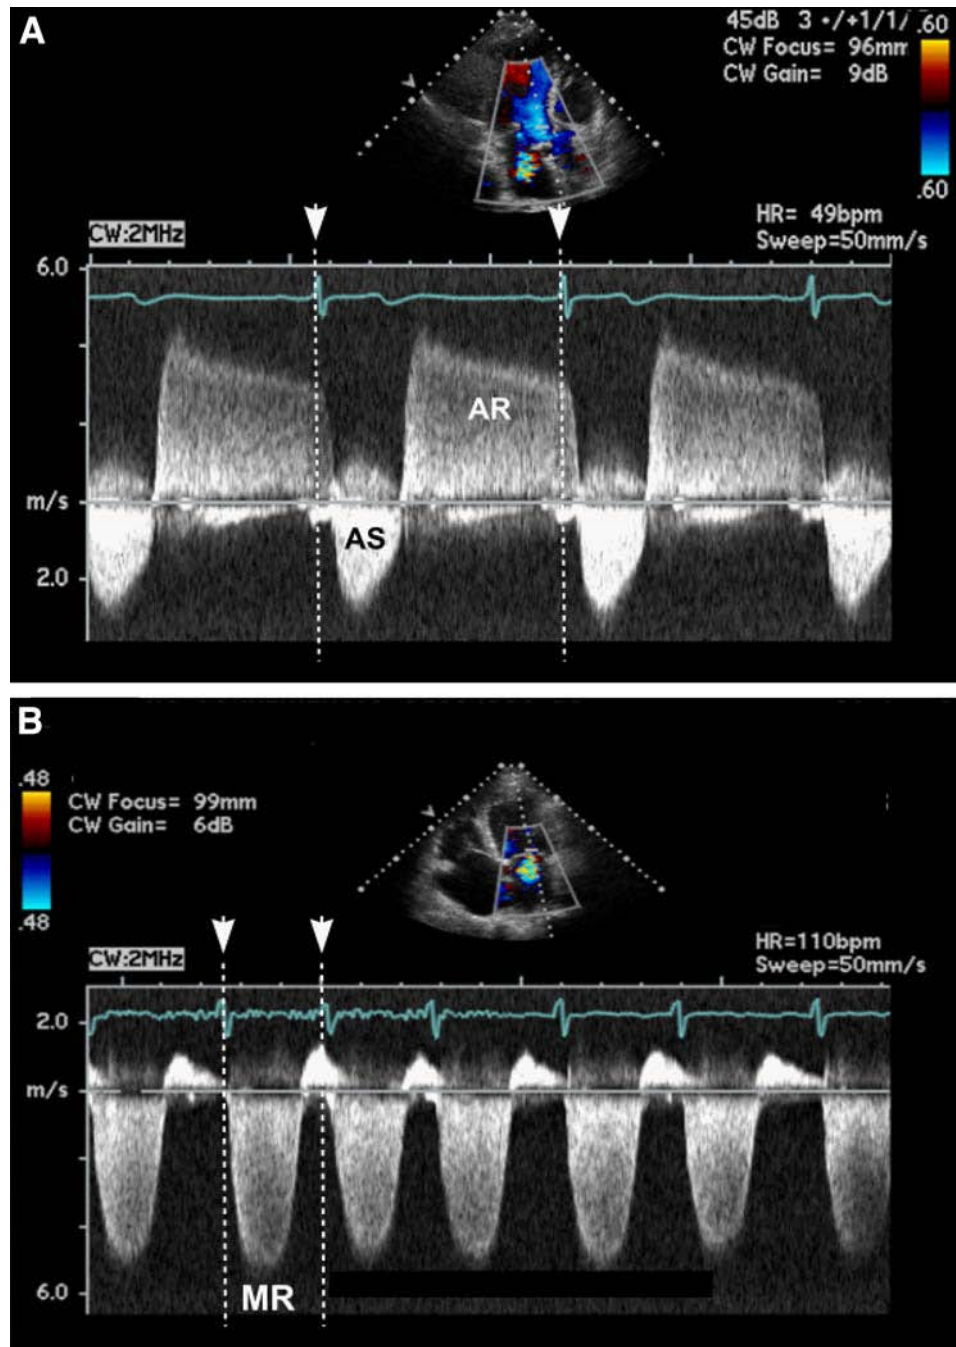 A
45dB 3 •/+1/1/
.60
CW Focus= 96mm
CW Gain= 9dB
.60
HR= 49bpm
Sweep=50mm/s
CW:2MHz
6.0
AR
m/s
AS
2.0
B
.48
CW Focus= 99mm
CW Gain= 6dB
.48
HR=110bpm
Sweep=50mm/s
CW:2MHz
2.0
m/s
6.0
MR